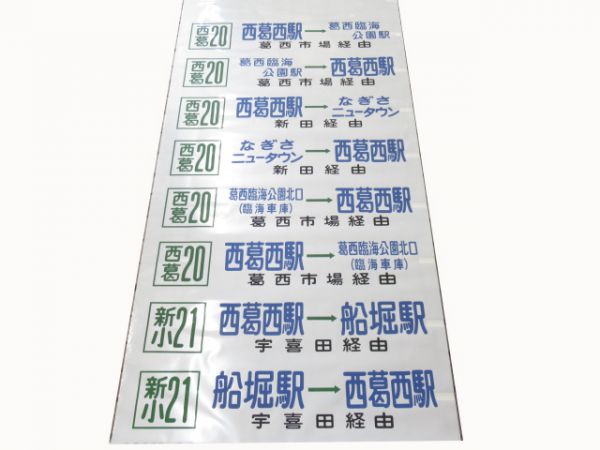 西葛20 西葛西駅→葛西臨海公園駅
葛西市場経由
西葛20 葛西臨海公園駅→西葛西駅
葛西市場経由
西葛20 西葛西駅→なぎさニュータウン
新田経由
西葛20 なぎさニュータウン→西葛西駅
新田経由
西葛20 葛西臨海公園北口(臨海車庫)→西葛西駅
葛西市場経由
西葛20 西葛西駅→葛西臨海公園北口(臨海車庫)
葛西市場経由
新小21 西葛西駅→船堀駅
宇喜田経由
新小21 船堀駅→西葛西駅
宇喜田経由